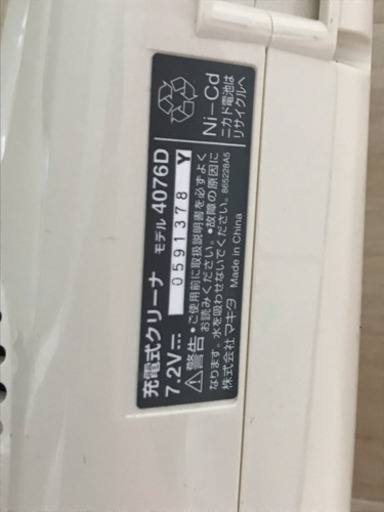 充電式クリーナ モデル 4076D
7.2V⎓ 0591378 Y
⚠警告・ご使用前に取扱説明書を必ずよく
お読みください。・故障の原因に
なります。水を吸わせないでください。865228A5
株式会社マキタ Made in China
Ni-Cd
ニカド電池は
リサイクルへ